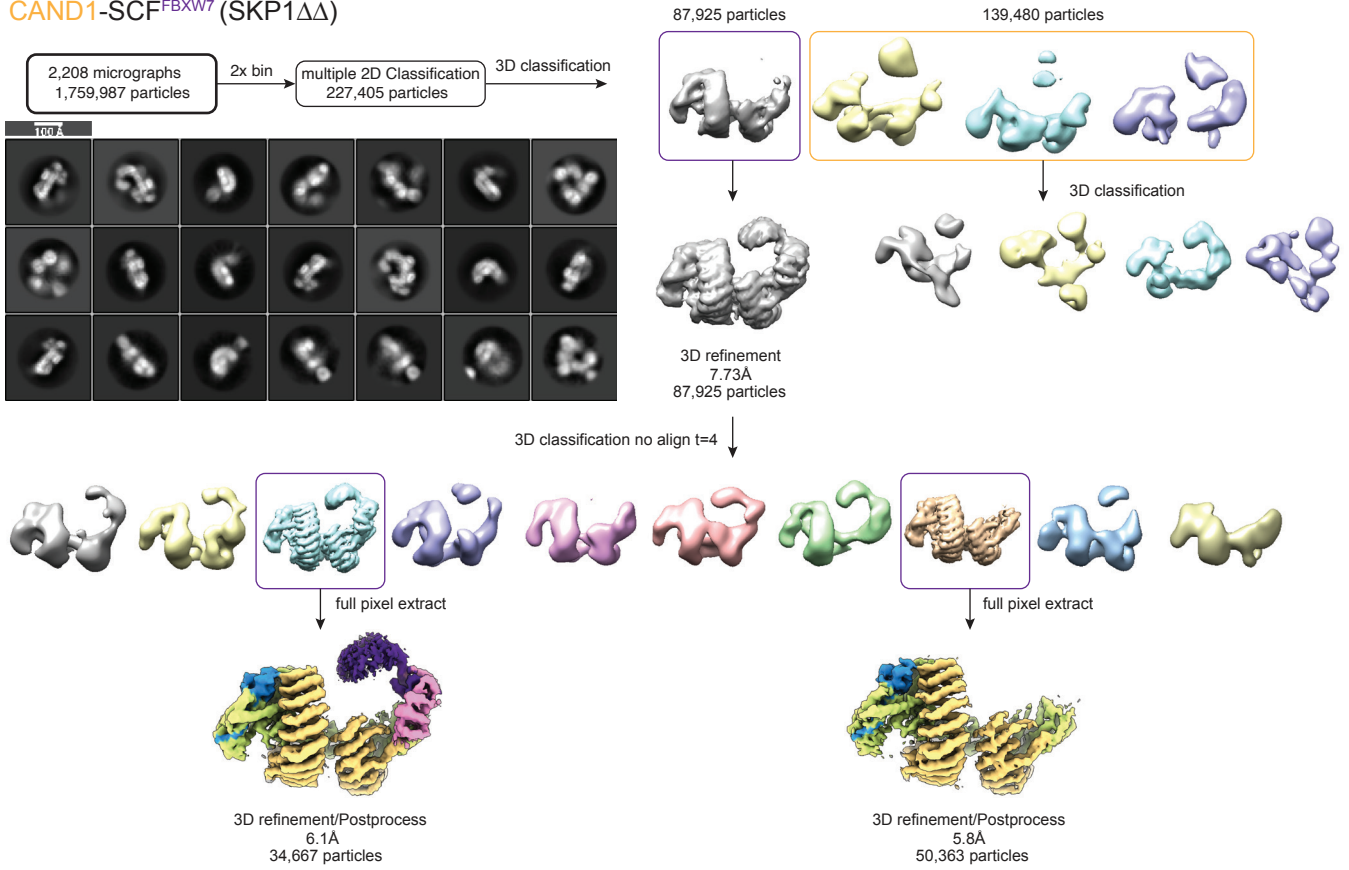 CAND1-SCFFBXW7 (SKP1ΔΔ)
2,208 micrographs
1,759,987 particles
2x bin
multiple 2D Classification
227,405 particles
3D classification
100 Å
87,925 particles
139,480 particles
3D classification
3D refinement
7.73Å
87,925 particles
3D classification no align t=4
full pixel extract
full pixel extract
3D refinement/Postprocess
6.1Å
34,667 particles
3D refinement/Postprocess
5.8Å
50,363 particles